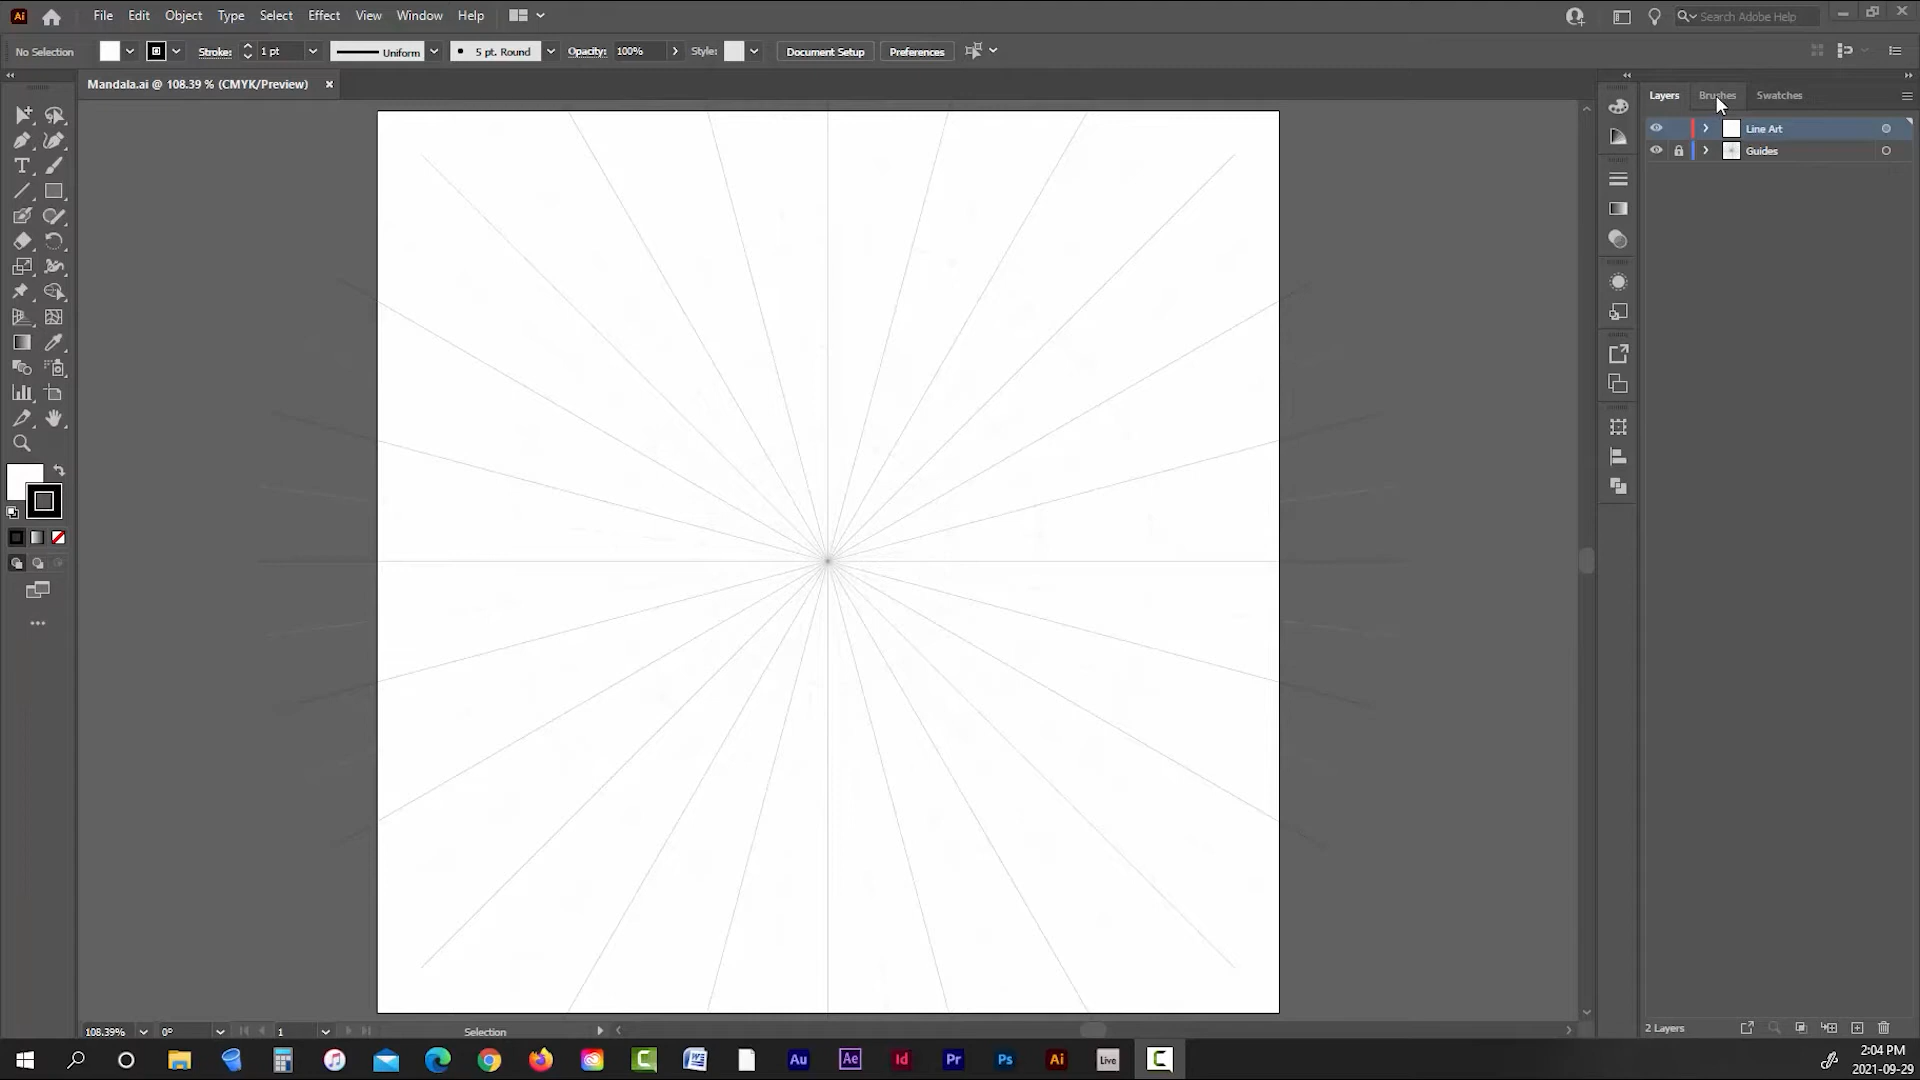 Ai File Edit Object Type Select Effect View Window Help Search Adobe Help
No Selection Stroke: 1 pt Uniform 5 pt. Round Opacity: 100% Style: Document Setup Preferences
Mandala.ai @ 108.39 % (CMYK/Preview)
Layers Brushes Swatches
Line Art
Guides
108.39% 0° 1 Selection
2 Layers
Au Ae Id Pr Ps Ai Live
2:04 PM
2021-09-29